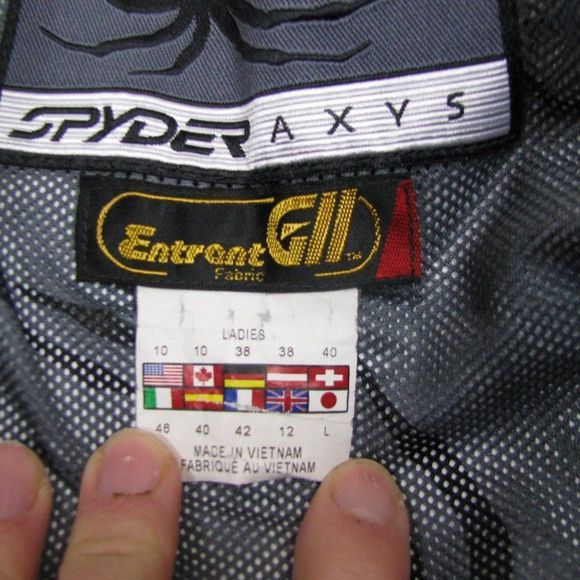 SPYDER AXYS
Entrant GII ™
Fabric
LADIES
10 10 38 38 40
46 40 42 12 L
MADE IN VIETNAM
FABRIQUÉ AU VIETNAM